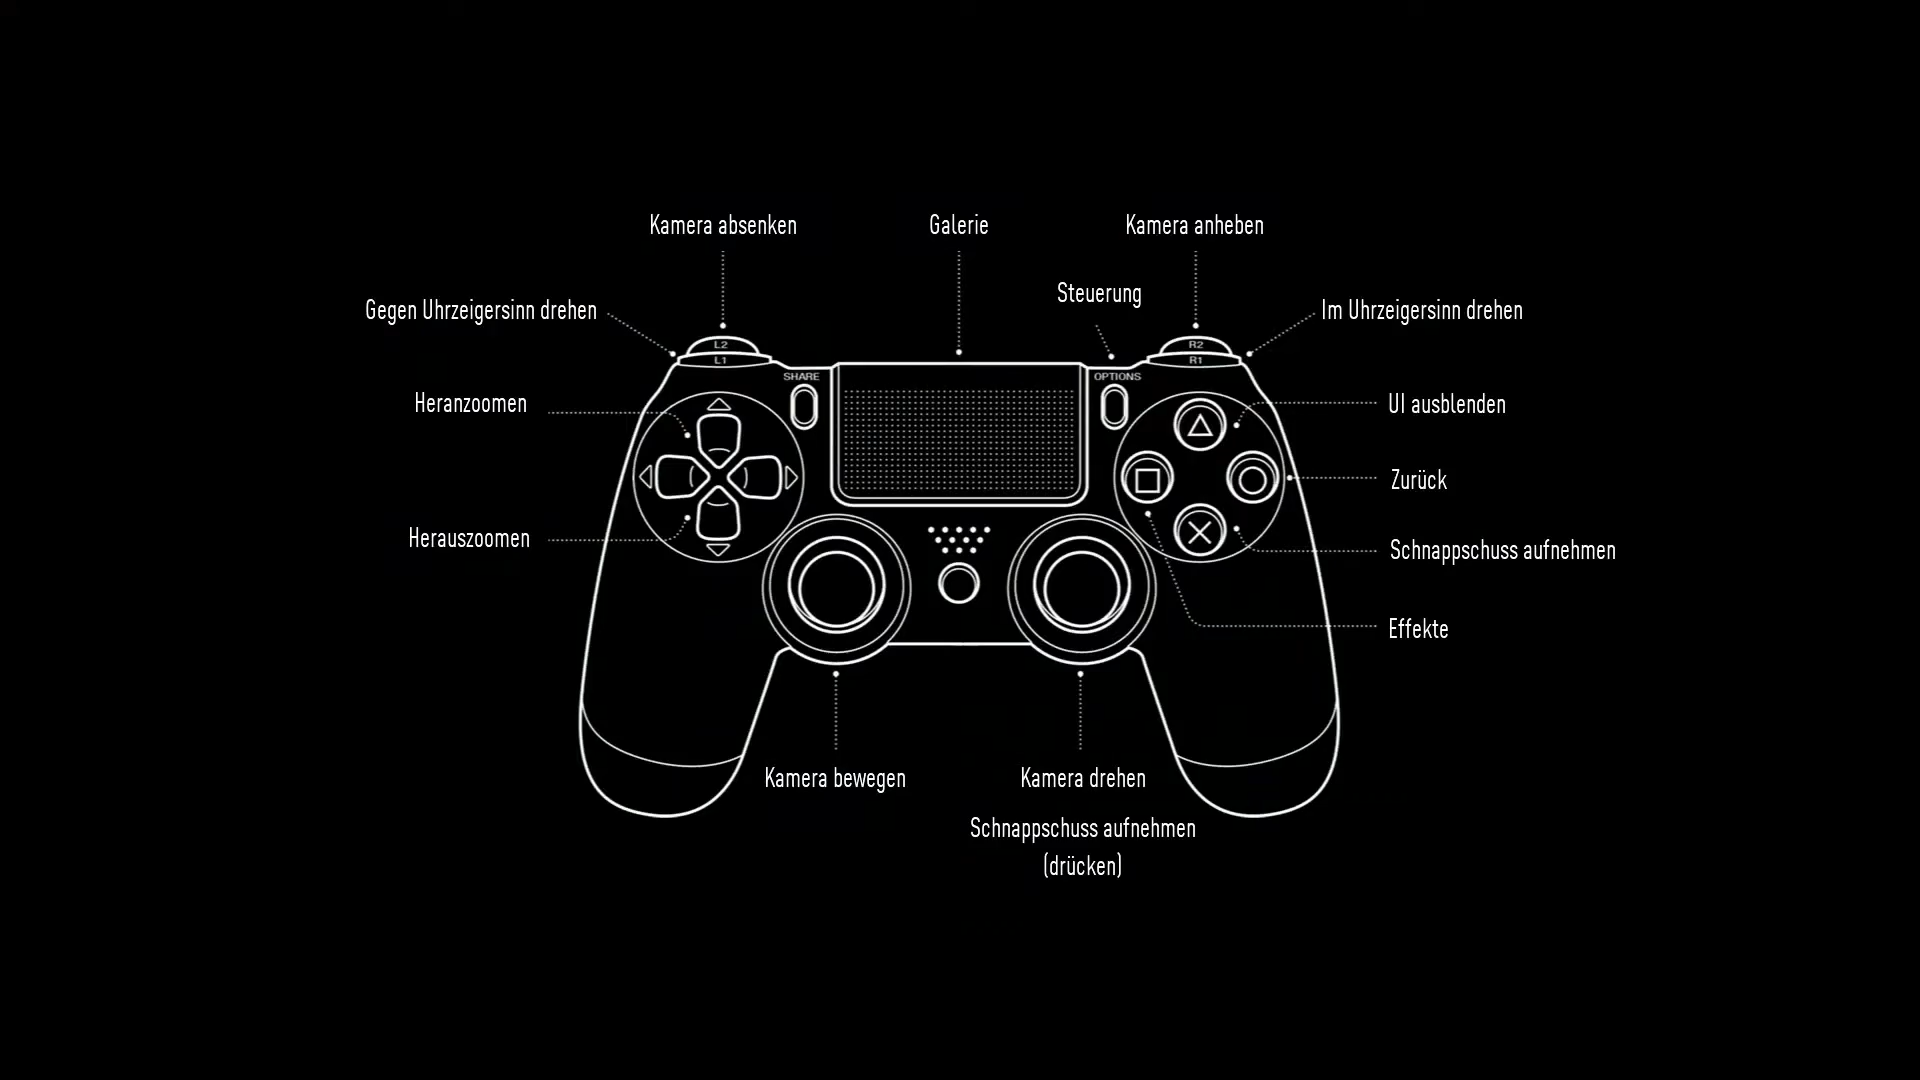 Kamera absenken
Galerie
Kamera anheben
Steuerung
Gegen Uhrzeigersinn drehen
Im Uhrzeigersinn drehen
L2
R2
L1
R1
SHARE
OPTIONS
Heranzoomen
UI ausblenden
Zurück
Herauszoomen
Schnappschuss aufnehmen
Effekte
Kamera bewegen
Kamera drehen
Schnappschuss aufnehmen
(drücken)